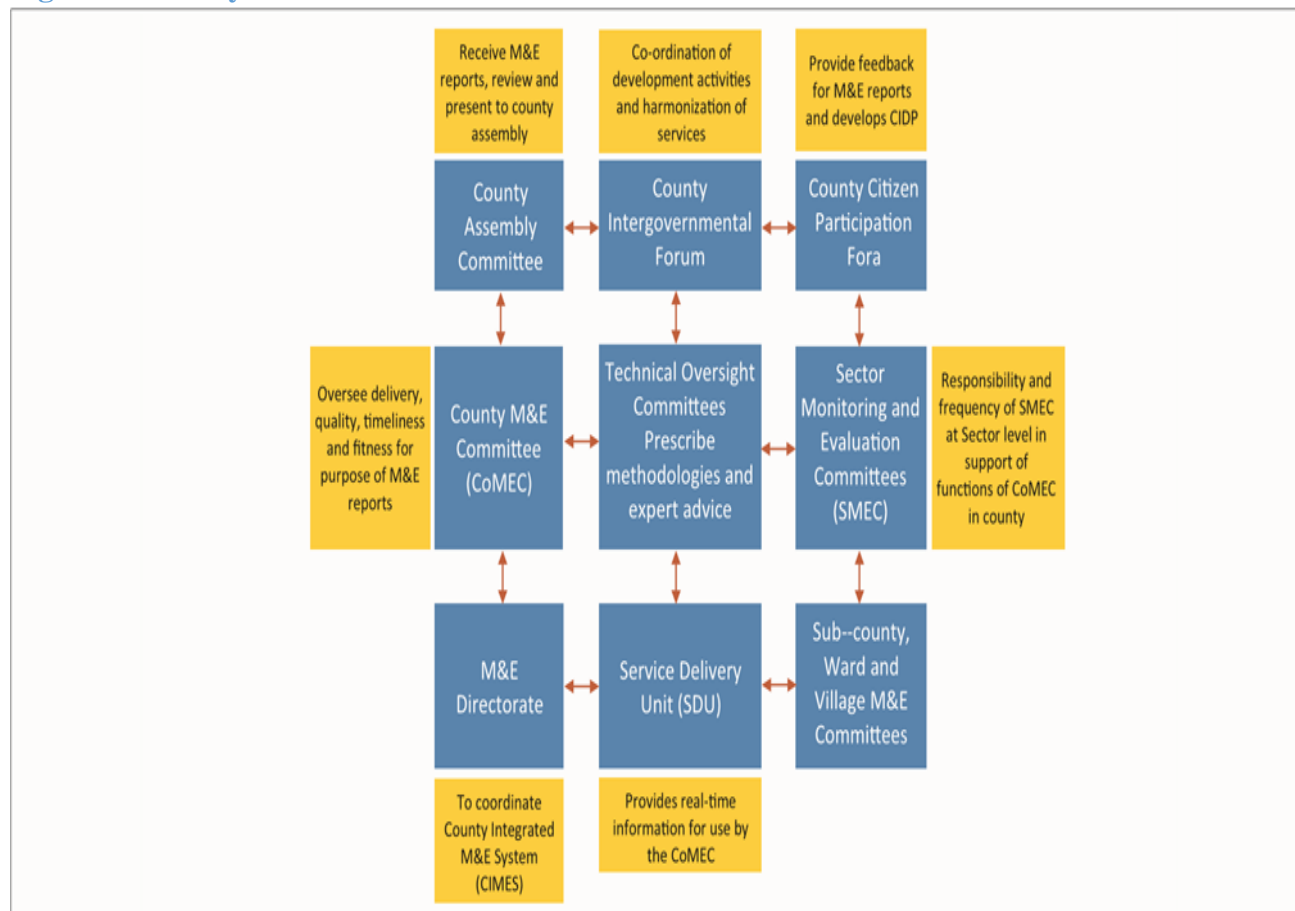 Receive M&E
reports, review and
present to county
assembly
Co-ordination of
development activities
and harmonization of
services
Provide feedback
for M&E reports
and develops CIDP
County
Assembly
Committee
County
Intergovernmental
Forum
County Citizen
Participation
Fora
Oversee delivery,
quality, timeliness
and fitness for
purpose of M&E
reports
County M&E
Committee
(CoMEC)
Technical Oversight
Committees
Prescribe
methodologies and
expert advice
Sector
Monitoring and
Evaluation
Committees
(SMEC)
Responsibility and
frequency of SMEC
at Sector level in
support of
functions of CoMEC
in county
M&E
Directorate
Service Delivery
Unit (SDU)
Sub--county,
Ward and
Village M&E
Committees
To coordinate
County Integrated
M&E System
(CIMES)
Provides real-time
information for use by
the CoMEC